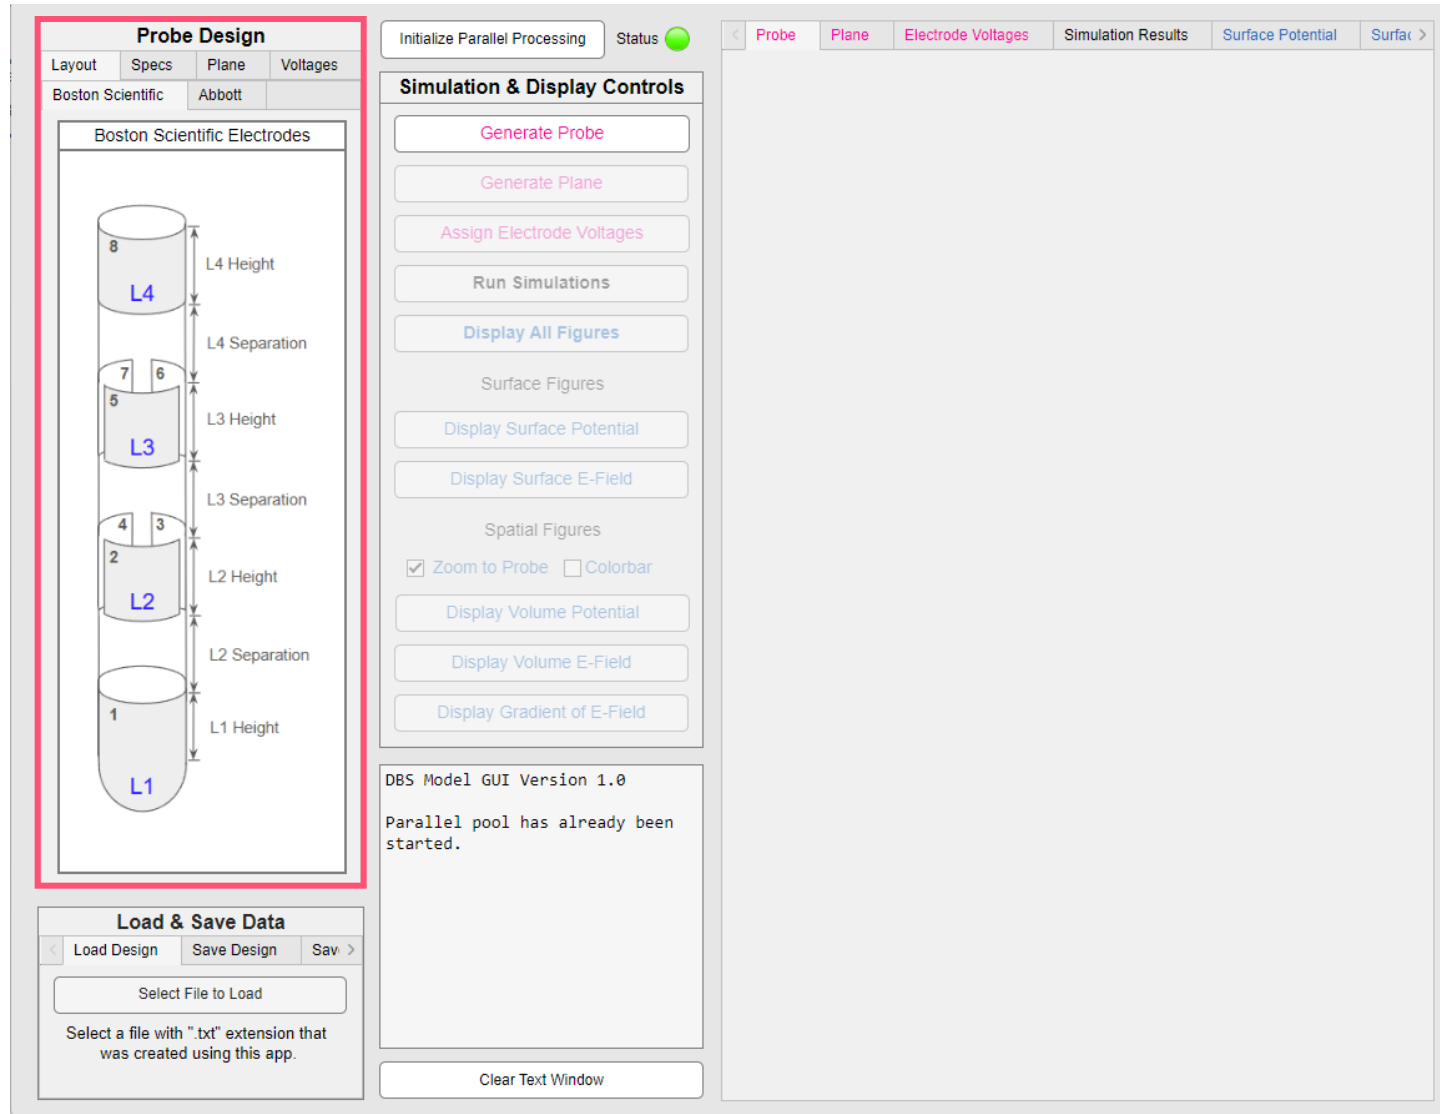 Probe Design
Layout Specs Plane Voltages
Boston Scientific Abbott
Boston Scientific Electrodes
8
L4
L4 Height
L4 Separation
7 6
5
L3
L3 Height
L3 Separation
4 3
2
L2
L2 Height
L2 Separation
1
L1
L1 Height
Load & Save Data
< Load Design Save Design Sav >
Select File to Load
Select a file with ".txt" extension that
was created using this app.
Initialize Parallel Processing Status
Simulation & Display Controls
Generate Probe
Generate Plane
Assign Electrode Voltages
Run Simulations
Display All Figures
Surface Figures
Display Surface Potential
Display Surface E-Field
Spatial Figures
Zoom to Probe Colorbar
Display Volume Potential
Display Volume E-Field
Display Gradient of E-Field
DBS Model GUI Version 1.0
Parallel pool has already been
started.
Clear Text Window
< Probe Plane Electrode Voltages Simulation Results Surface Potential Surfac >